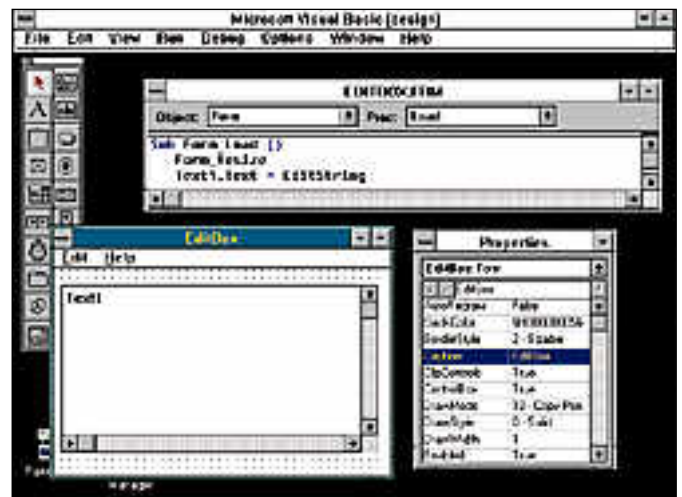 Microsoft Visual Basic [design]
File Edit View Run Debug Options Window Help
Object: Form Proc: Load
Sub Form_Load ()
Form_Resize
Text1.Text = EditString
EditBox
Edit Help
Text1
Properties
EditBox Form
EditBox
AutoRedraw False
BackColor
BorderStyle 2 - Sizable
Caption EditBox
ClipControls True
ControlBox True
DrawMode 13 - Copy Pen
DrawStyle 0 - Solid
DrawWidth 1
Enabled True
Manager